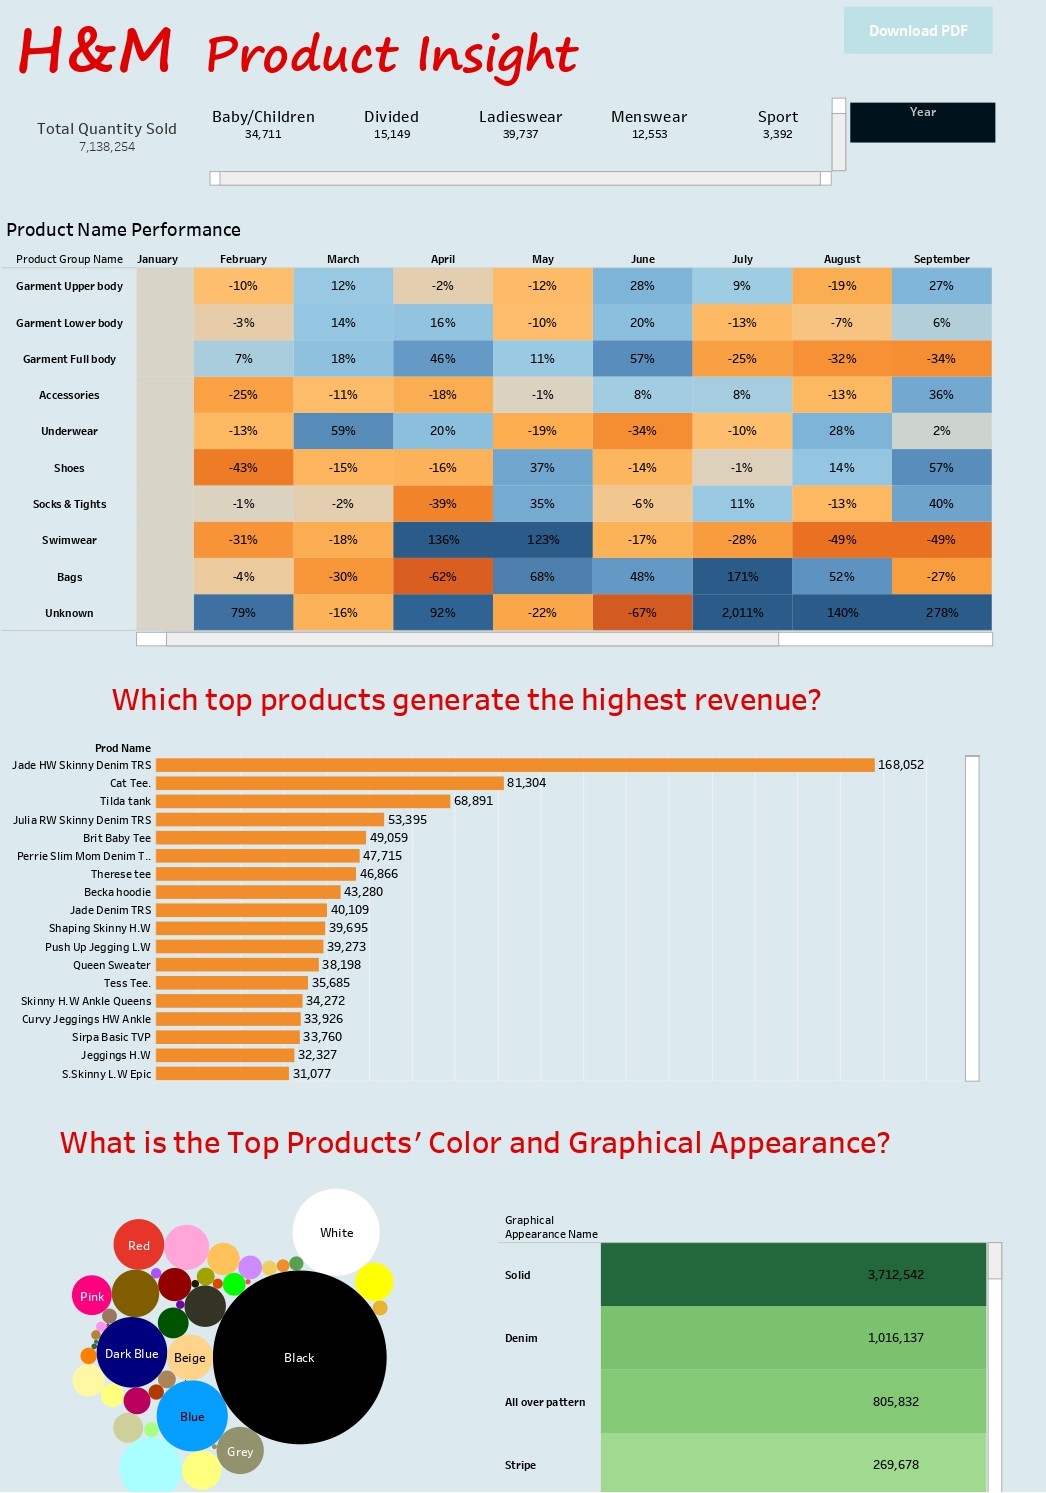 H&M Product Insight
Download PDF
Total Quantity Sold
7,138,254
Baby/Children Divided Ladieswear Menswear Sport
34,711 15,149 39,737 12,553 3,392
Year
Product Name Performance
Product Group Name January February March April May June July August September
Garment Upper body -10% 12% -2% -12% 28% 9% -19% 27%
Garment Lower body -3% 14% 16% -10% 20% -13% -7% 6%
Garment Full body 7% 18% 46% 11% 57% -25% -32% -34%
Accessories -25% -11% -18% -1% 8% 8% -13% 36%
Underwear -13% 59% 20% -19% -34% -10% 28% 2%
Shoes -43% -15% -16% 37% -14% -1% 14% 57%
Socks & Tights -1% -2% -39% 35% -6% 11% -13% 40%
Swimwear -31% -18% 136% 123% -17% -28% -49% -49%
Bags -4% -30% -62% 68% 48% 171% 52% -27%
Unknown 79% -16% 92% -22% -67% 2,011% 140% 278%
Which top products generate the highest revenue?
Prod Name
Jade HW Skinny Denim TRS 168,052
Cat Tee. 81,304
Tilda tank 68,891
Julia RW Skinny Denim TRS 53,395
Brit Baby Tee 49,059
Perrie Slim Mom Denim T.. 47,715
Therese tee 46,866
Becka hoodie 43,280
Jade Denim TRS 40,109
Shaping Skinny H.W 39,695
Push Up Jegging L.W 39,273
Queen Sweater 38,198
Tess Tee. 35,685
Skinny H.W Ankle Queens 34,272
Curvy Jeggings HW Ankle 33,926
Sirpa Basic TVP 33,760
Jeggings H.W 32,327
S.Skinny L.W Epic 31,077
What is the Top Products’ Color and Graphical Appearance?
White
Red
Pink
Dark Blue
Beige
Black
Blue
Grey
Graphical
Appearance Name
Solid 3,712,542
Denim 1,016,137
All over pattern 805,832
Stripe 269,678